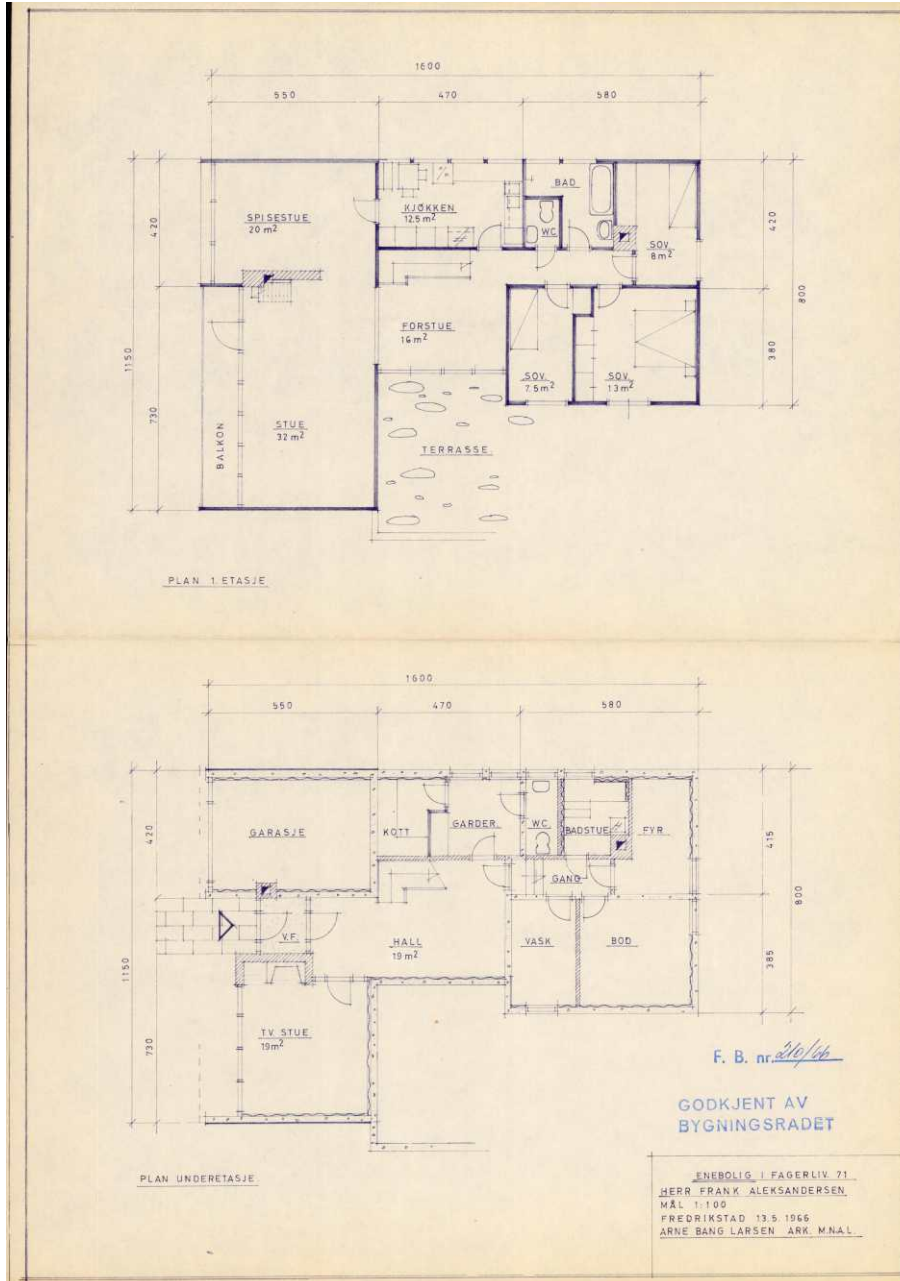 1600
550 470 580
SPISESTUE
20 m²
KJØKKEN
12.5 m²
BAD
WC
SOV
8 m²
420
420
800
1150
FORSTUE
16 m²
SOV
7.5 m²
SOV
13 m²
380
730
BALKON
STUE
32 m²
TERRASSE
PLAN 1. ETASJE
1600
550 470 580
420
GARASJE
KOTT
GARDER.
WC
BADSTUE
FYR
415
800
GANG
V.F.
HALL
19 m²
VASK
BOD
1150
385
730
TV. STUE
19 m²
F. B. nr. 210/66
GODKJENT AV
BYGNINGSRADET
PLAN UNDERETASJE.
ENEBOLIG I FAGERLIV. 71
HERR FRANK ALEKSANDERSEN
MÅL 1:100
FREDRIKSTAD 13.5. 1966
ARNE BANG LARSEN ARK. M.N.A.L.